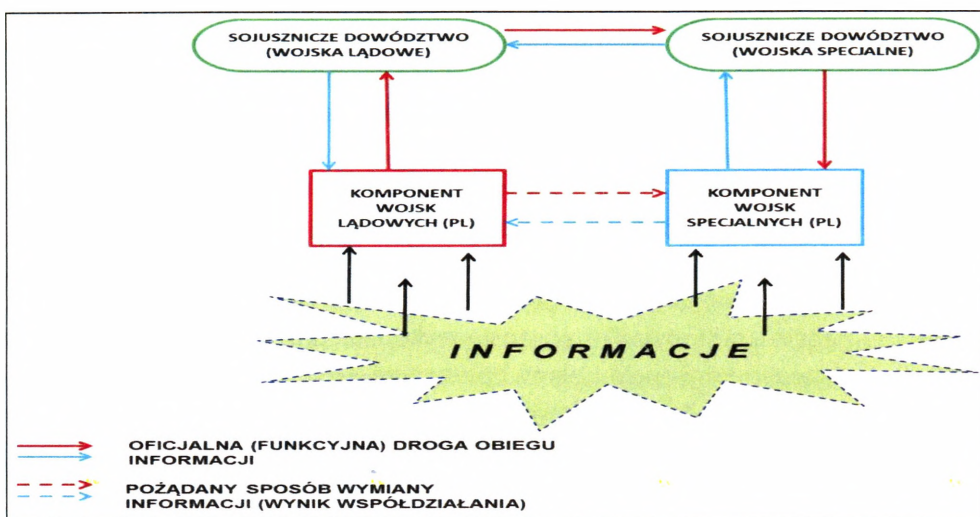 SOJUSZNICZE DOWÓDZTWO
(WOJSKA LĄDOWE)
SOJUSZNICZE DOWÓDZTWO
(WOJSKA SPECJALNE)
KOMPONENT
WOJSK
LĄDOWYCH (PL)
KOMPONENT
WOJSK
SPECJALNYCH (PL)
INFORMACJE
OFICJALNA (FUNKCYJNA) DROGA OBIEGU
INFORMACJI
POŻĄDANY SPOSÓB WYMIANY
INFORMACJI (WYNIK WSPÓŁDZIAŁANIA)